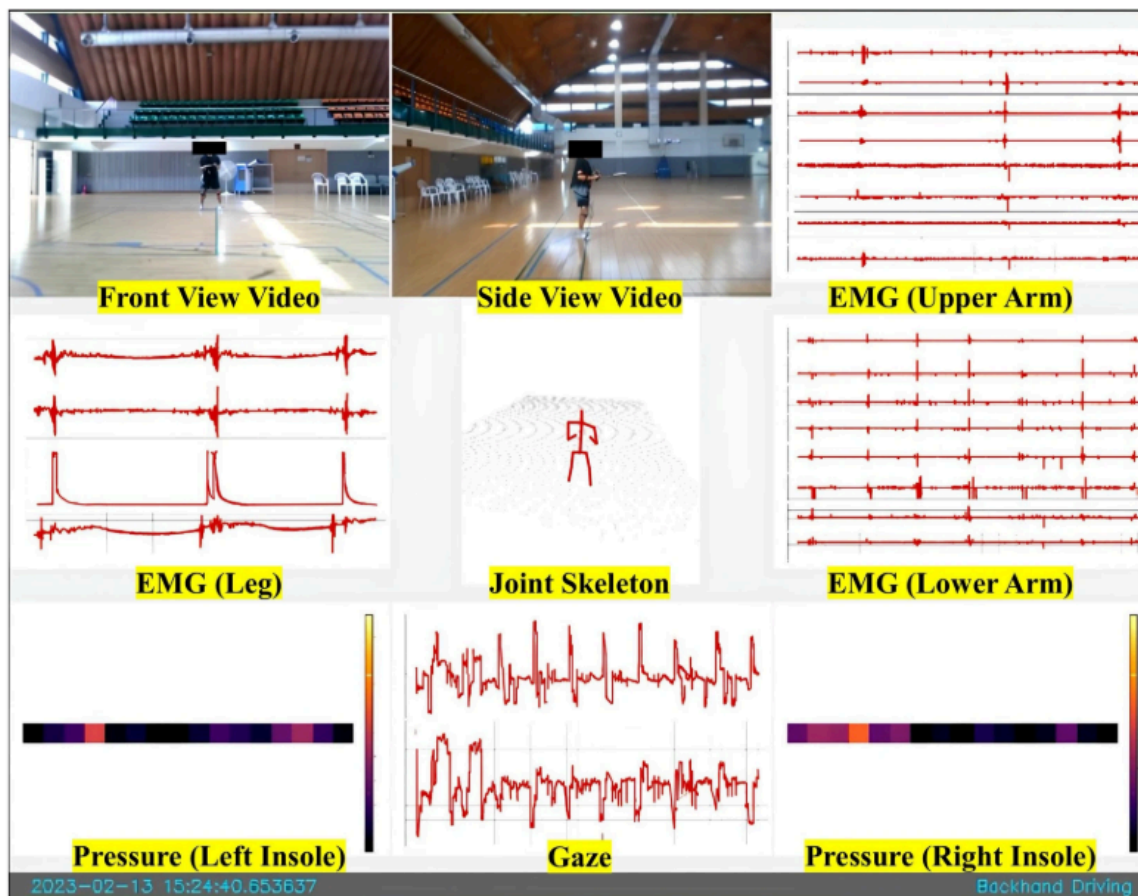 Front View Video
Side View Video
EMG (Upper Arm)
EMG (Leg)
Joint Skeleton
EMG (Lower Arm)
Pressure (Left Insole)
Gaze
Pressure (Right Insole)
2023-02-13 15:24:40.653637
Backhand Driving